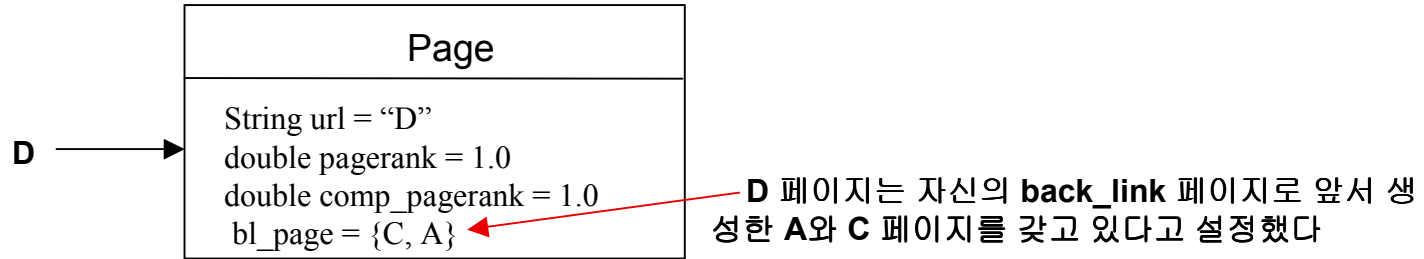 Page
String url = “D”
double pagerank = 1.0
double comp_pagerank = 1.0
bl_page = {C, A}
D
D 페이지는 자신의 back_link 페이지로 앞서 생
성한 A와 C 페이지를 갖고 있다고 설정했다